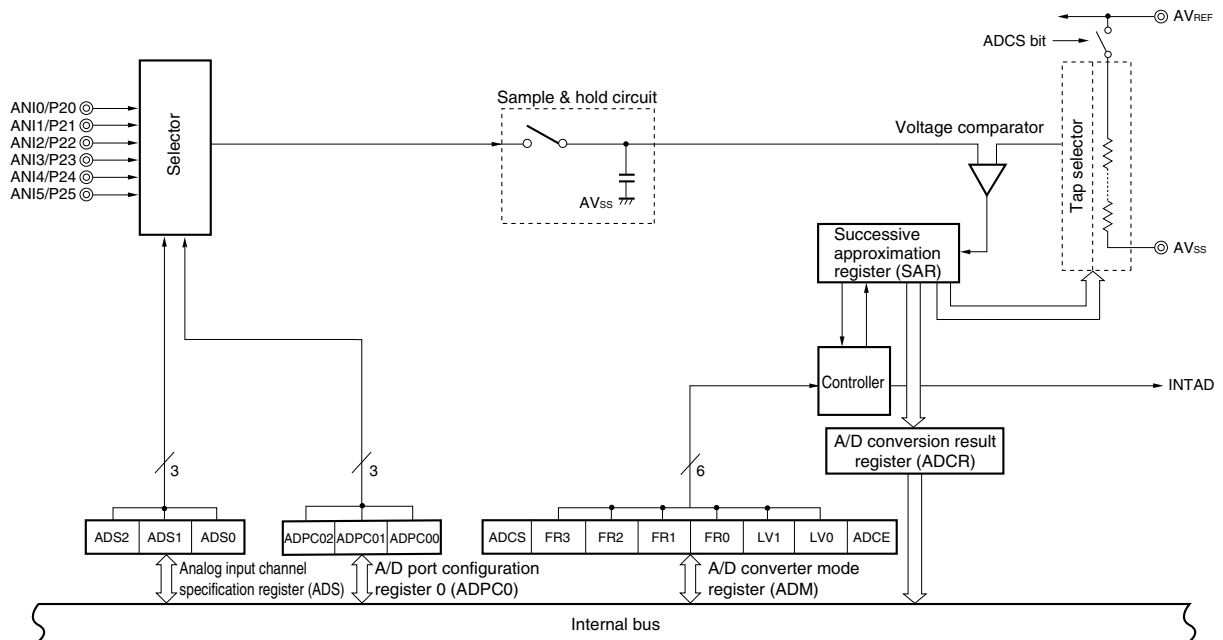 AVREF
ADCS bit
Sample & hold circuit
ANI0/P20
ANI1/P21
ANI2/P22
ANI3/P23
ANI4/P24
ANI5/P25
Selector
Voltage comparator
Tap selector
AVSS
Successive
approximation
register (SAR)
AVSS
Controller
INTAD
A/D conversion result
register (ADCR)
3
3
6
ADS2 ADS1 ADS0
ADPC02 ADPC01 ADPC00
ADCS FR3 FR2 FR1 FR0 LV1 LV0 ADCE
Analog input channel
specification register (ADS)
A/D port configuration
register 0 (ADPC0)
A/D converter mode
register (ADM)
Internal bus